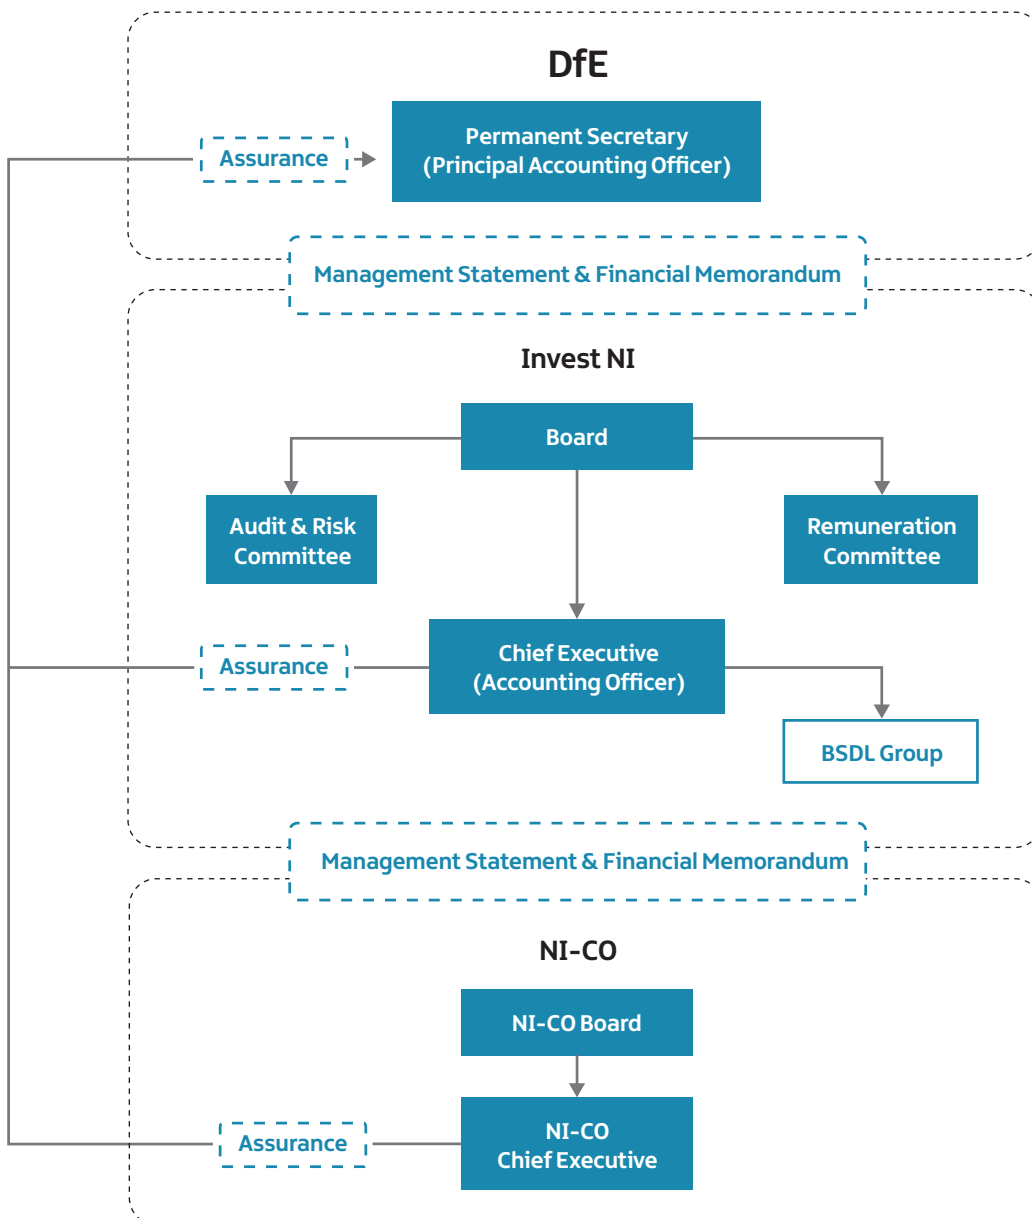 DfE
Assurance
Permanent Secretary
(Principal Accounting Officer)
Management Statement & Financial Memorandum
Invest NI
Board
Audit & Risk
Committee
Remuneration
Committee
Assurance
Chief Executive
(Accounting Officer)
BSDL Group
Management Statement & Financial Memorandum
NI-CO
NI-CO Board
Assurance
NI-CO
Chief Executive